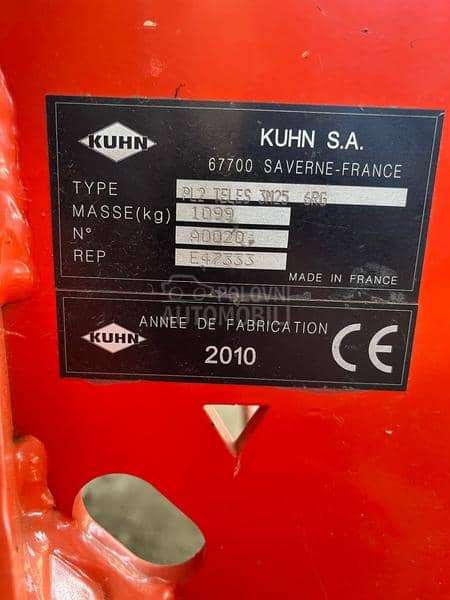 KUHN
KUHN S.A.
67700 SAVERNE-FRANCE
TYPE PL2 TELES 3M25 6RG
MASSE(kg) 1099
N° A0020
REP E47333
MADE IN FRANCE
POLOVNI
AUTOMOBILI
KUHN
ANNEE DE FABRICATION
2010
CE